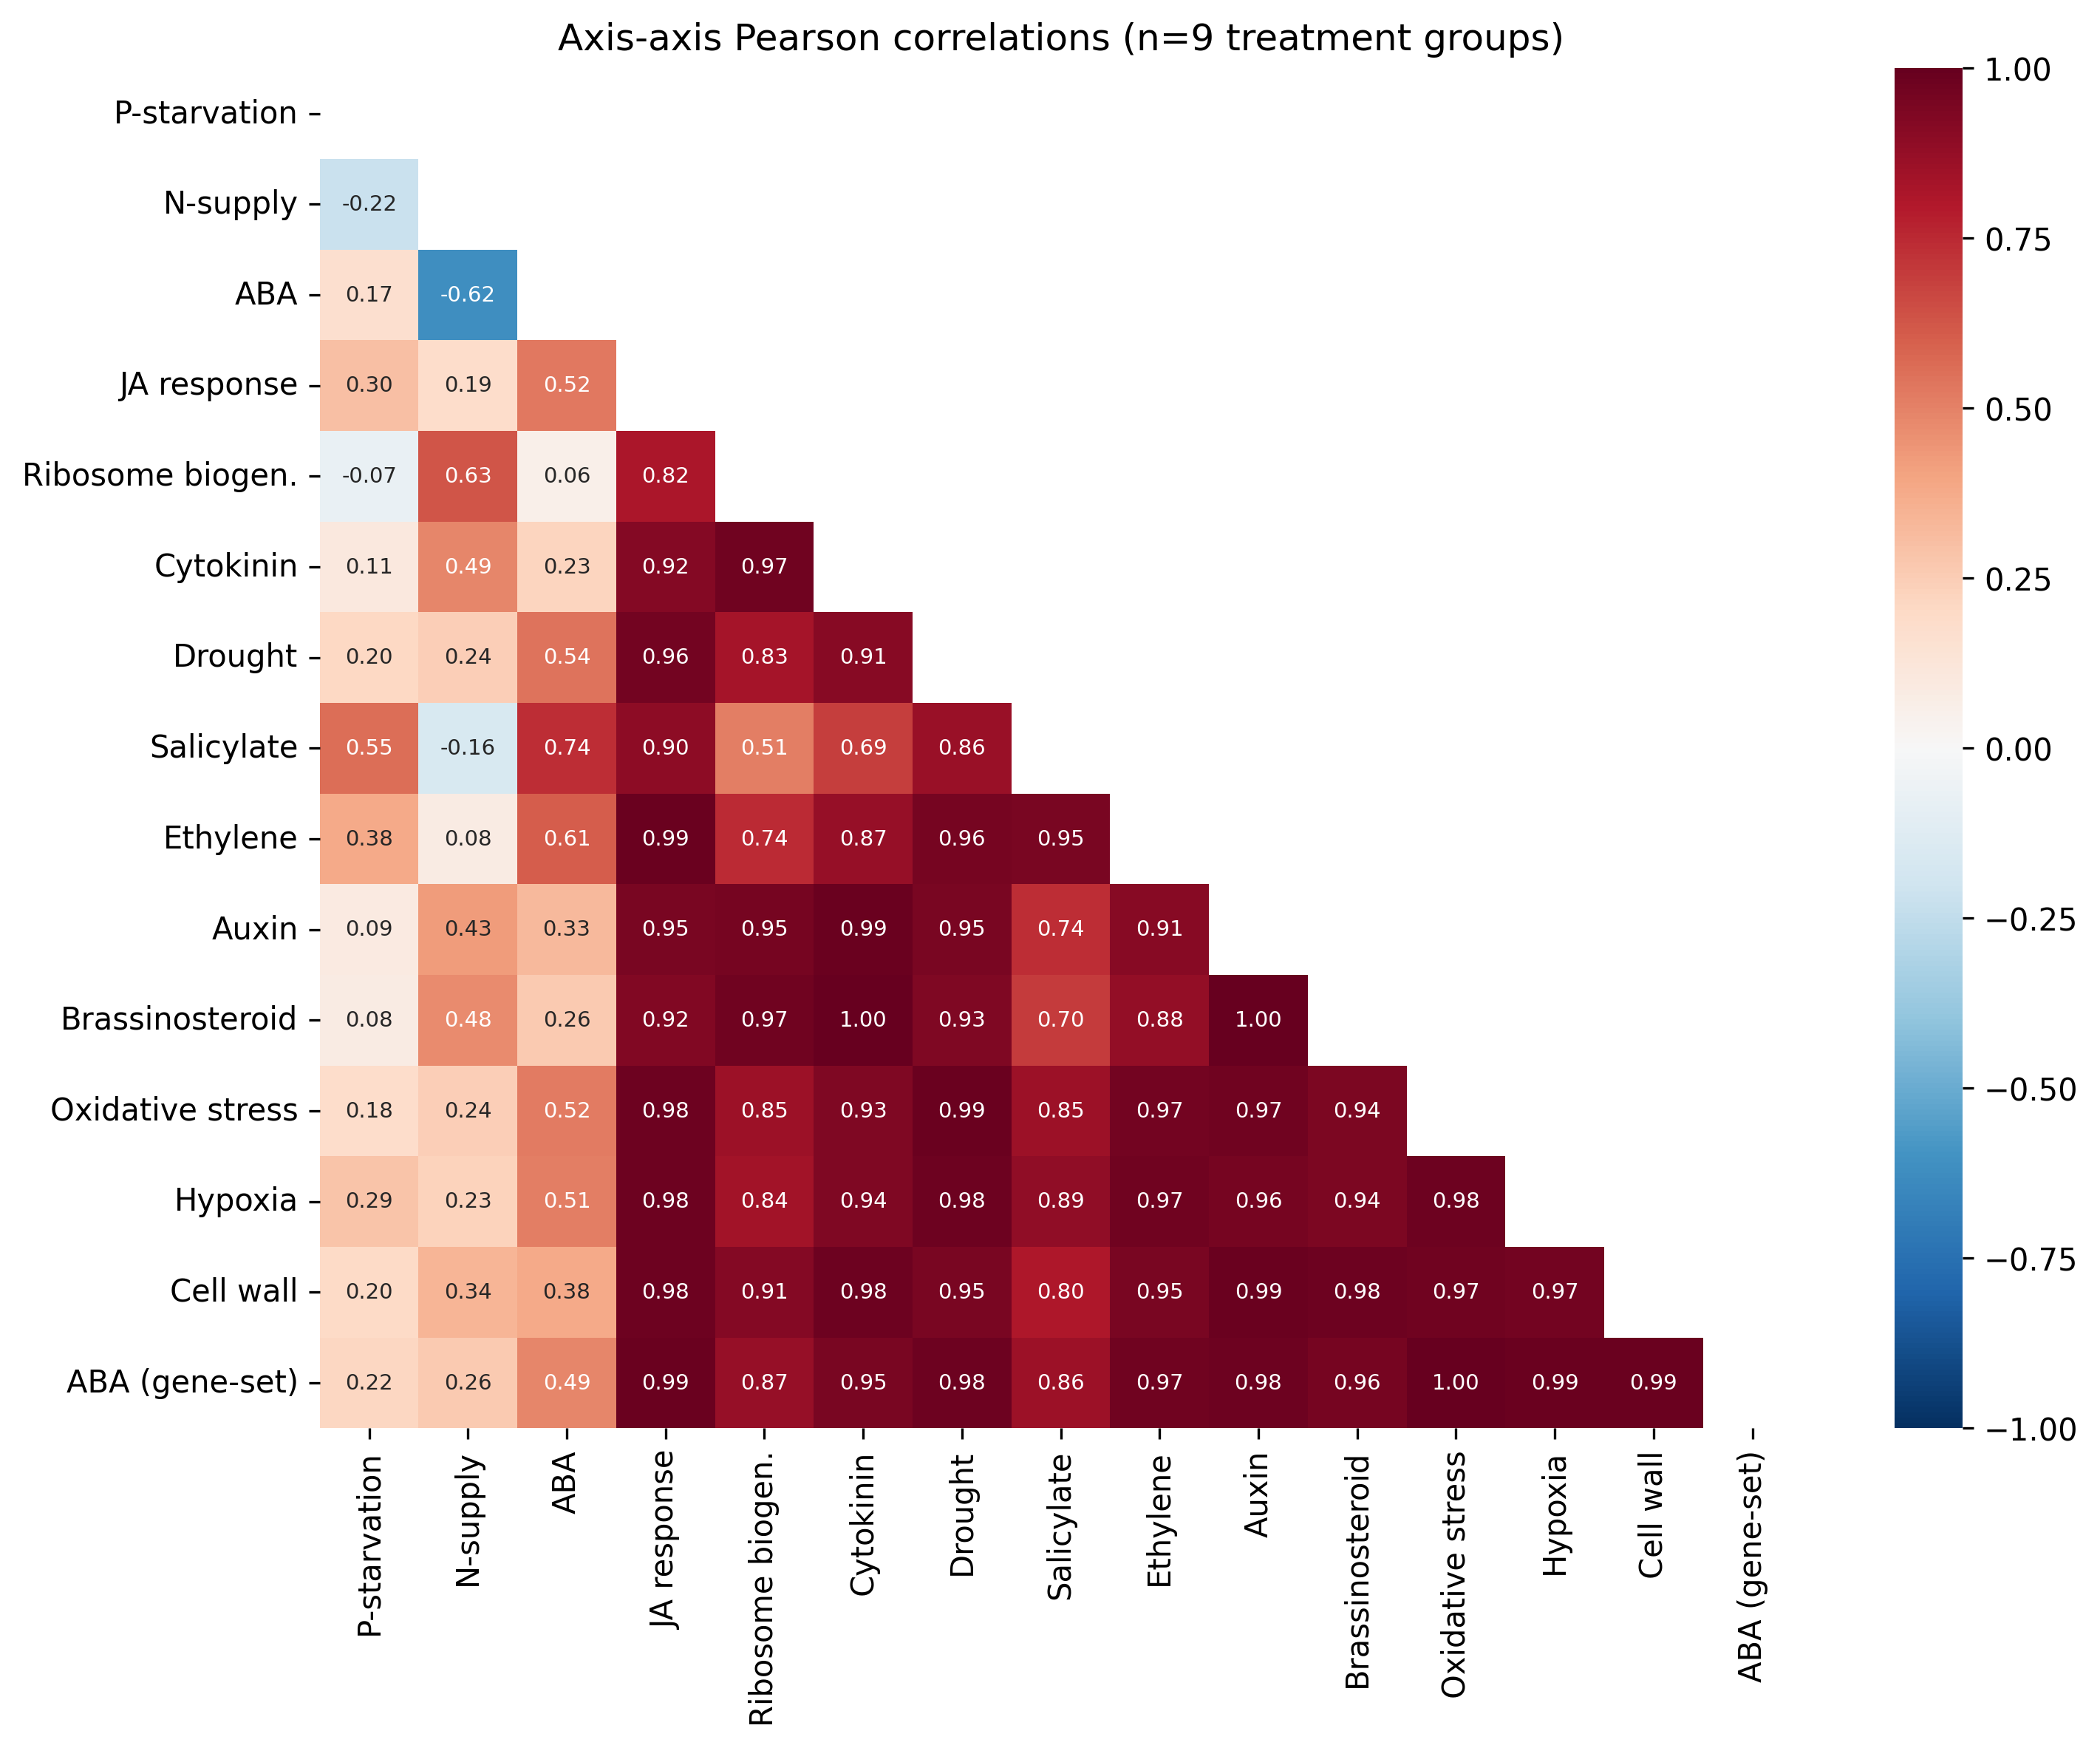 Axis-axis Pearson correlations (n=9 treatment groups)
P-starvation
N-supply -0.22
ABA 0.17 -0.62
JA response 0.30 0.19 0.52
Ribosome biogen. -0.07 0.63 0.06 0.82
Cytokinin 0.11 0.49 0.23 0.92 0.97
Drought 0.20 0.24 0.54 0.96 0.83 0.91
Salicylate 0.55 -0.16 0.74 0.90 0.51 0.69 0.86
Ethylene 0.38 0.08 0.61 0.99 0.74 0.87 0.96 0.95
Auxin 0.09 0.43 0.33 0.95 0.95 0.99 0.95 0.74 0.91
Brassinosteroid 0.08 0.48 0.26 0.92 0.97 1.00 0.93 0.70 0.88 1.00
Oxidative stress 0.18 0.24 0.52 0.98 0.85 0.93 0.99 0.85 0.97 0.97 0.94
Hypoxia 0.29 0.23 0.51 0.98 0.84 0.94 0.98 0.89 0.97 0.96 0.94 0.98
Cell wall 0.20 0.34 0.38 0.98 0.91 0.98 0.95 0.80 0.95 0.99 0.98 0.97 0.97
ABA (gene-set) 0.22 0.26 0.49 0.99 0.87 0.95 0.98 0.86 0.97 0.98 0.96 1.00 0.99 0.99
P-starvation
N-supply
ABA
JA response
Ribosome biogen.
Cytokinin
Drought
Salicylate
Ethylene
Auxin
Brassinosteroid
Oxidative stress
Hypoxia
Cell wall
ABA (gene-set)
1.00
0.75
0.50
0.25
0.00
−0.25
−0.50
−0.75
−1.00